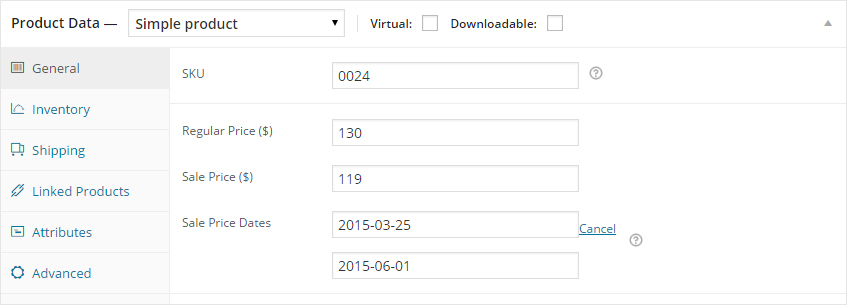 Product Data — Simple product Virtual: Downloadable:
General
Inventory
Shipping
Linked Products
Attributes
Advanced
SKU 0024
Regular Price ($) 130
Sale Price ($) 119
Sale Price Dates 2015-03-25 Cancel
2015-06-01